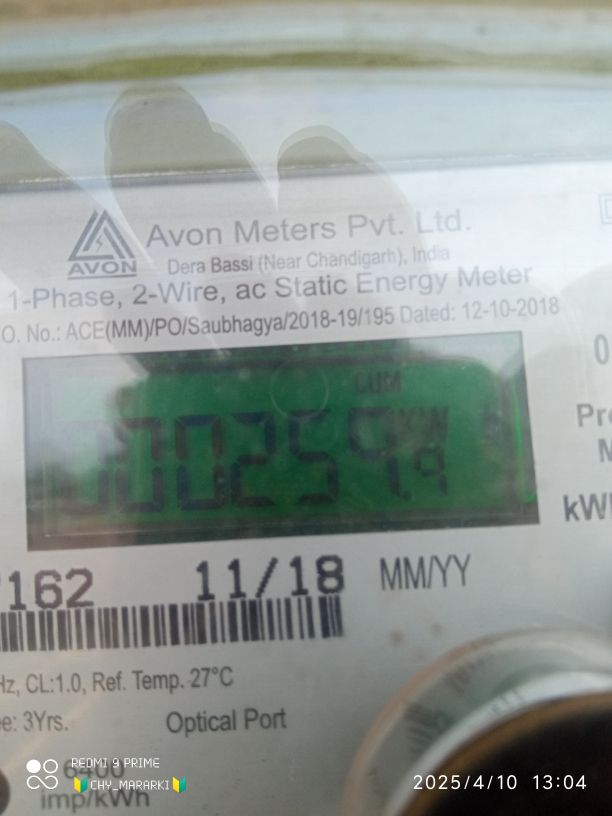 AVON
Avon Meters Pvt. Ltd.
Dera Bassi (Near Chandigarh), India
1-Phase, 2-Wire, ac Static Energy Meter
O. No.: ACE(MM)/PO/Saubhagya/2018-19/195 Dated: 12-10-2018
CUM
KW
162 11/18 MM/YY
Hz, CL:1.0, Ref. Temp. 27°C
ee: 3Yrs. Optical Port
6400
imp/kWh
REDMI 9 PRIME
CHY_MARARKI
2025/4/10 13:04